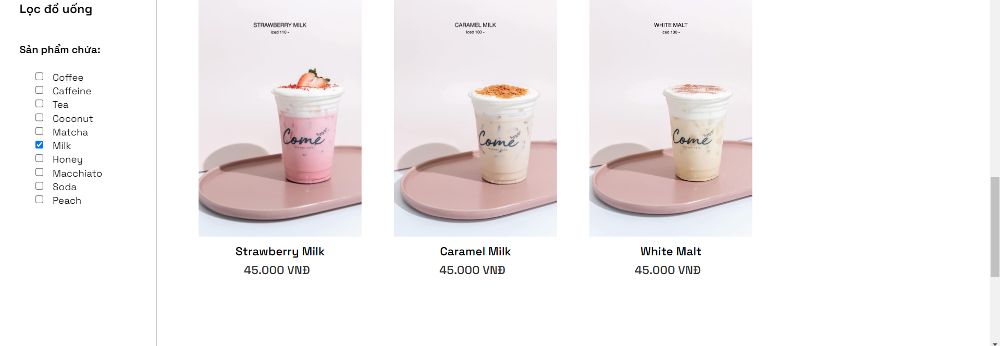 Lọc đồ uống
Sản phẩm chứa:
Coffee
Caffeine
Tea
Coconut
Matcha
Milk
Honey
Macchiato
Soda
Peach
STRAWBERRY MILK
Iced 110 -
Come
Strawberry Milk
45.000 VNĐ
CARAMEL MILK
Iced 100 -
Come
Caramel Milk
45.000 VNĐ
WHITE MALT
Iced 100 -
Come
White Malt
45.000 VNĐ